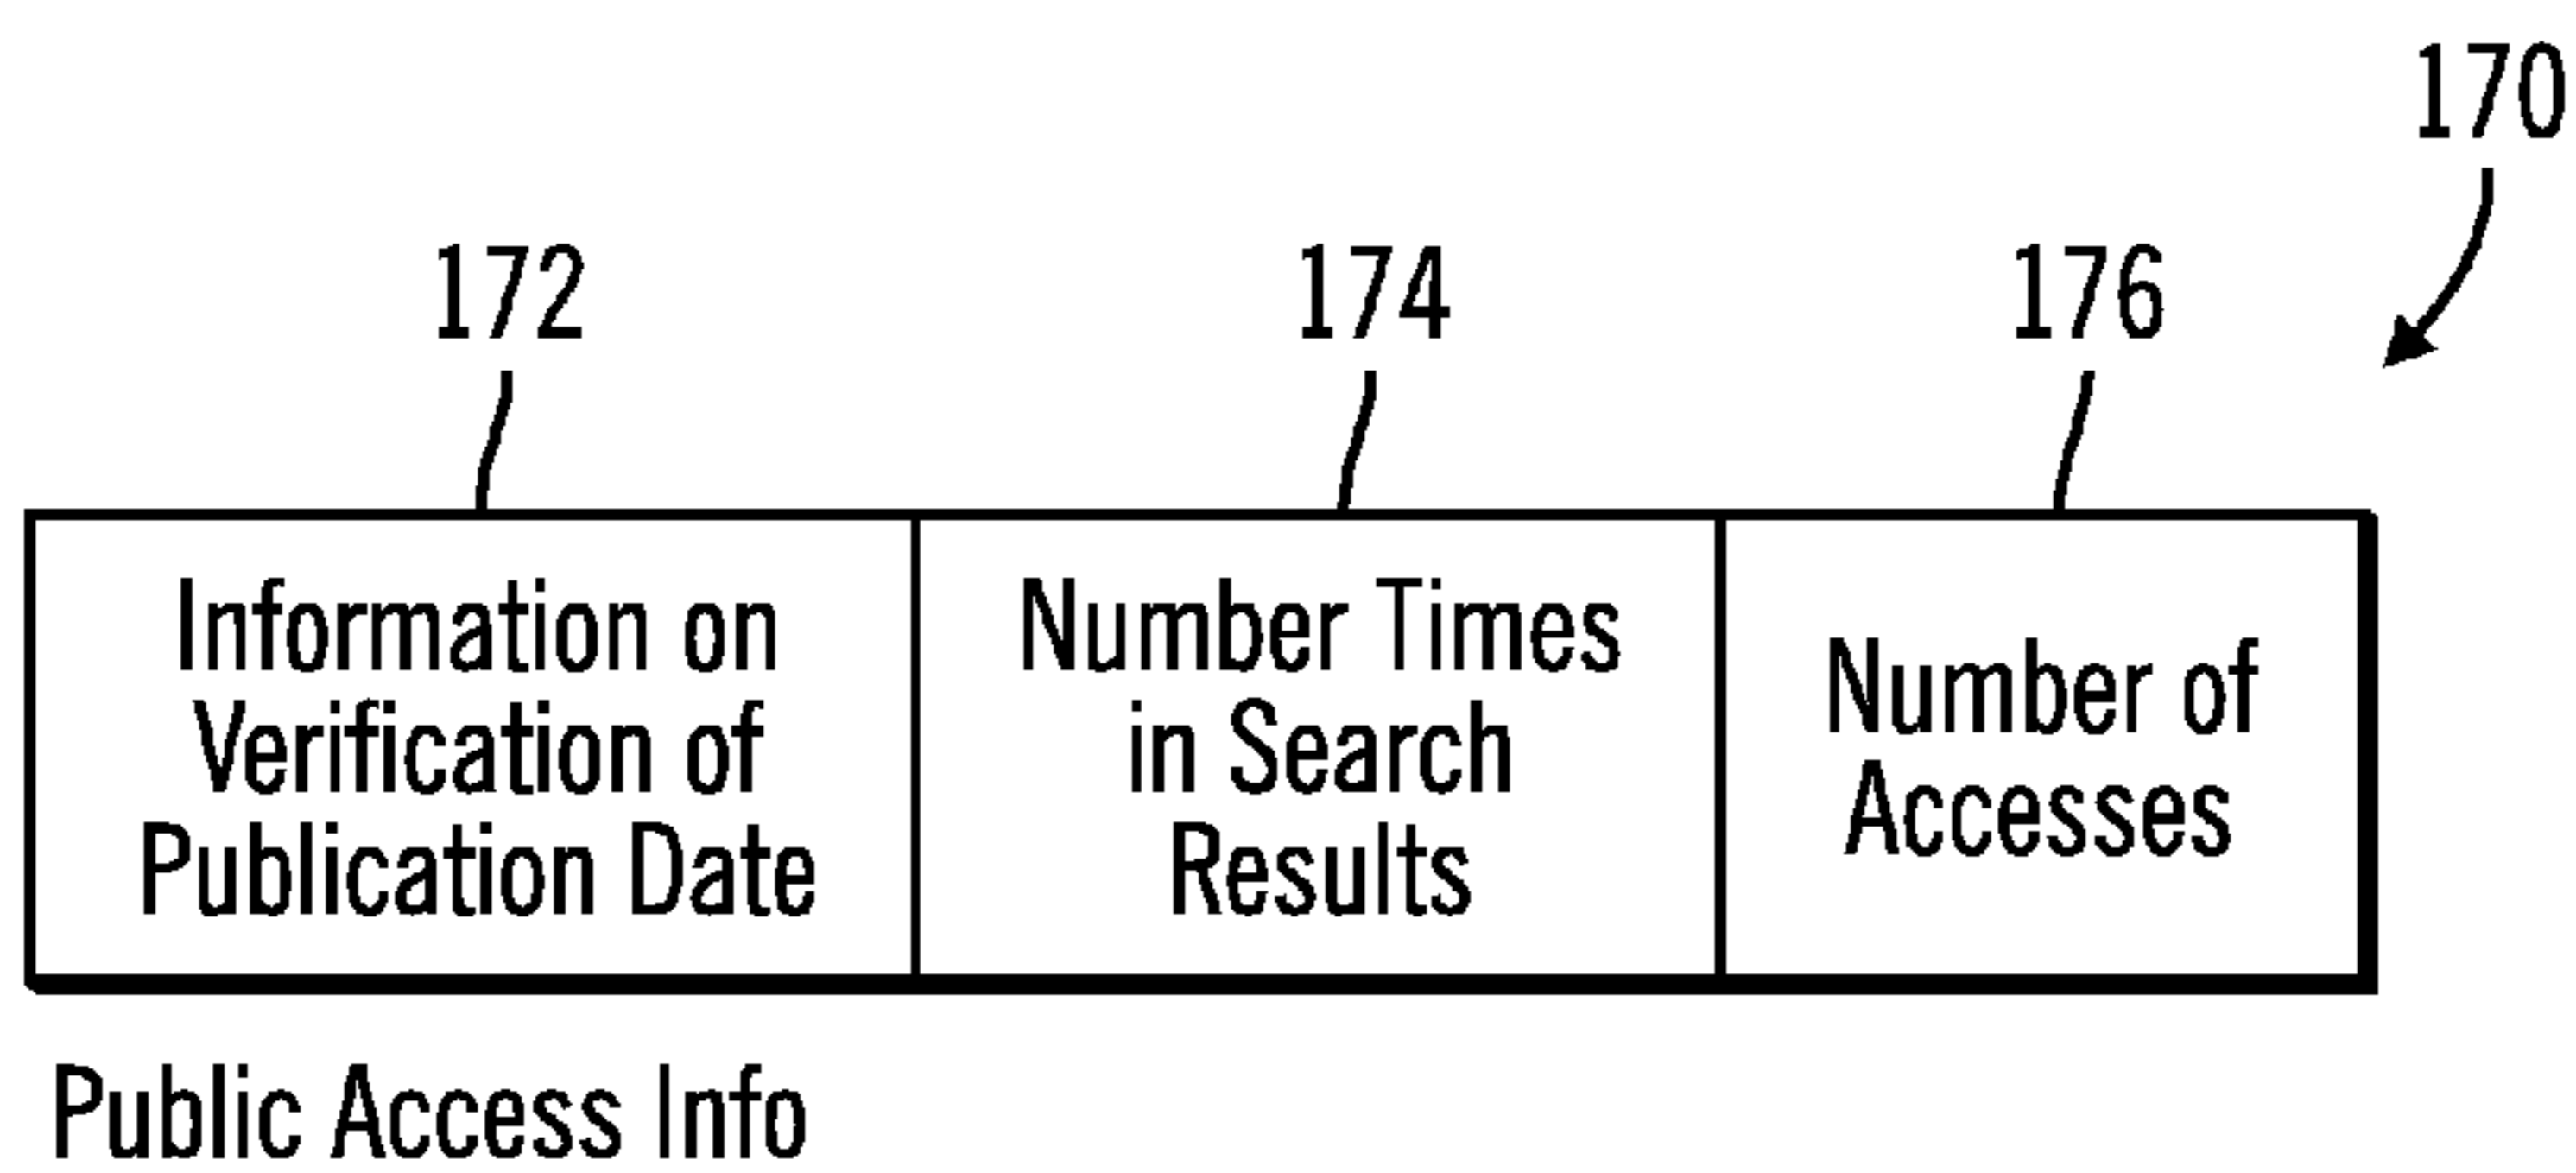 170
172
174
176
Information on
Verification of
Publication Date
Number Times
in Search
Results
Number of
Accesses
Public Access Info